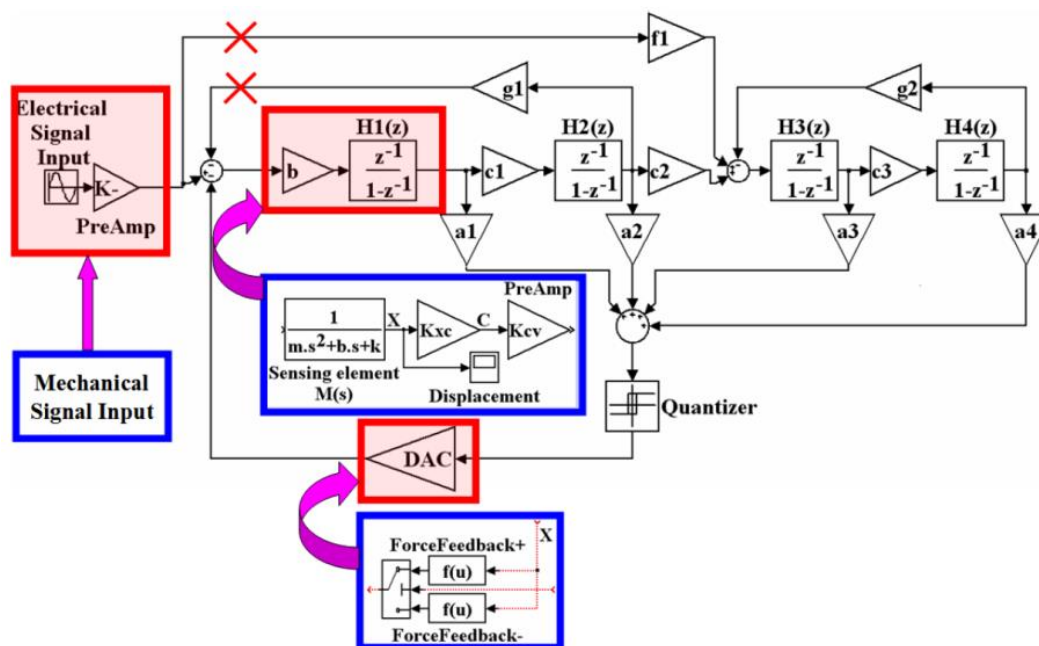 f1
g1
g2
Electrical
Signal
Input
K-
PreAmp
H1(z)
b
z-1
1-z-1
c1
H2(z)
z-1
1-z-1
c2
H3(z)
z-1
1-z-1
c3
H4(z)
z-1
1-z-1
a1
a2
a3
a4
PreAmp
1
m.s2+b.s+k
X
Kxc
C
Kcv
Sensing element
M(s)
Displacement
Mechanical
Signal Input
Quantizer
DAC
ForceFeedback+
X
f(u)
f(u)
ForceFeedback-